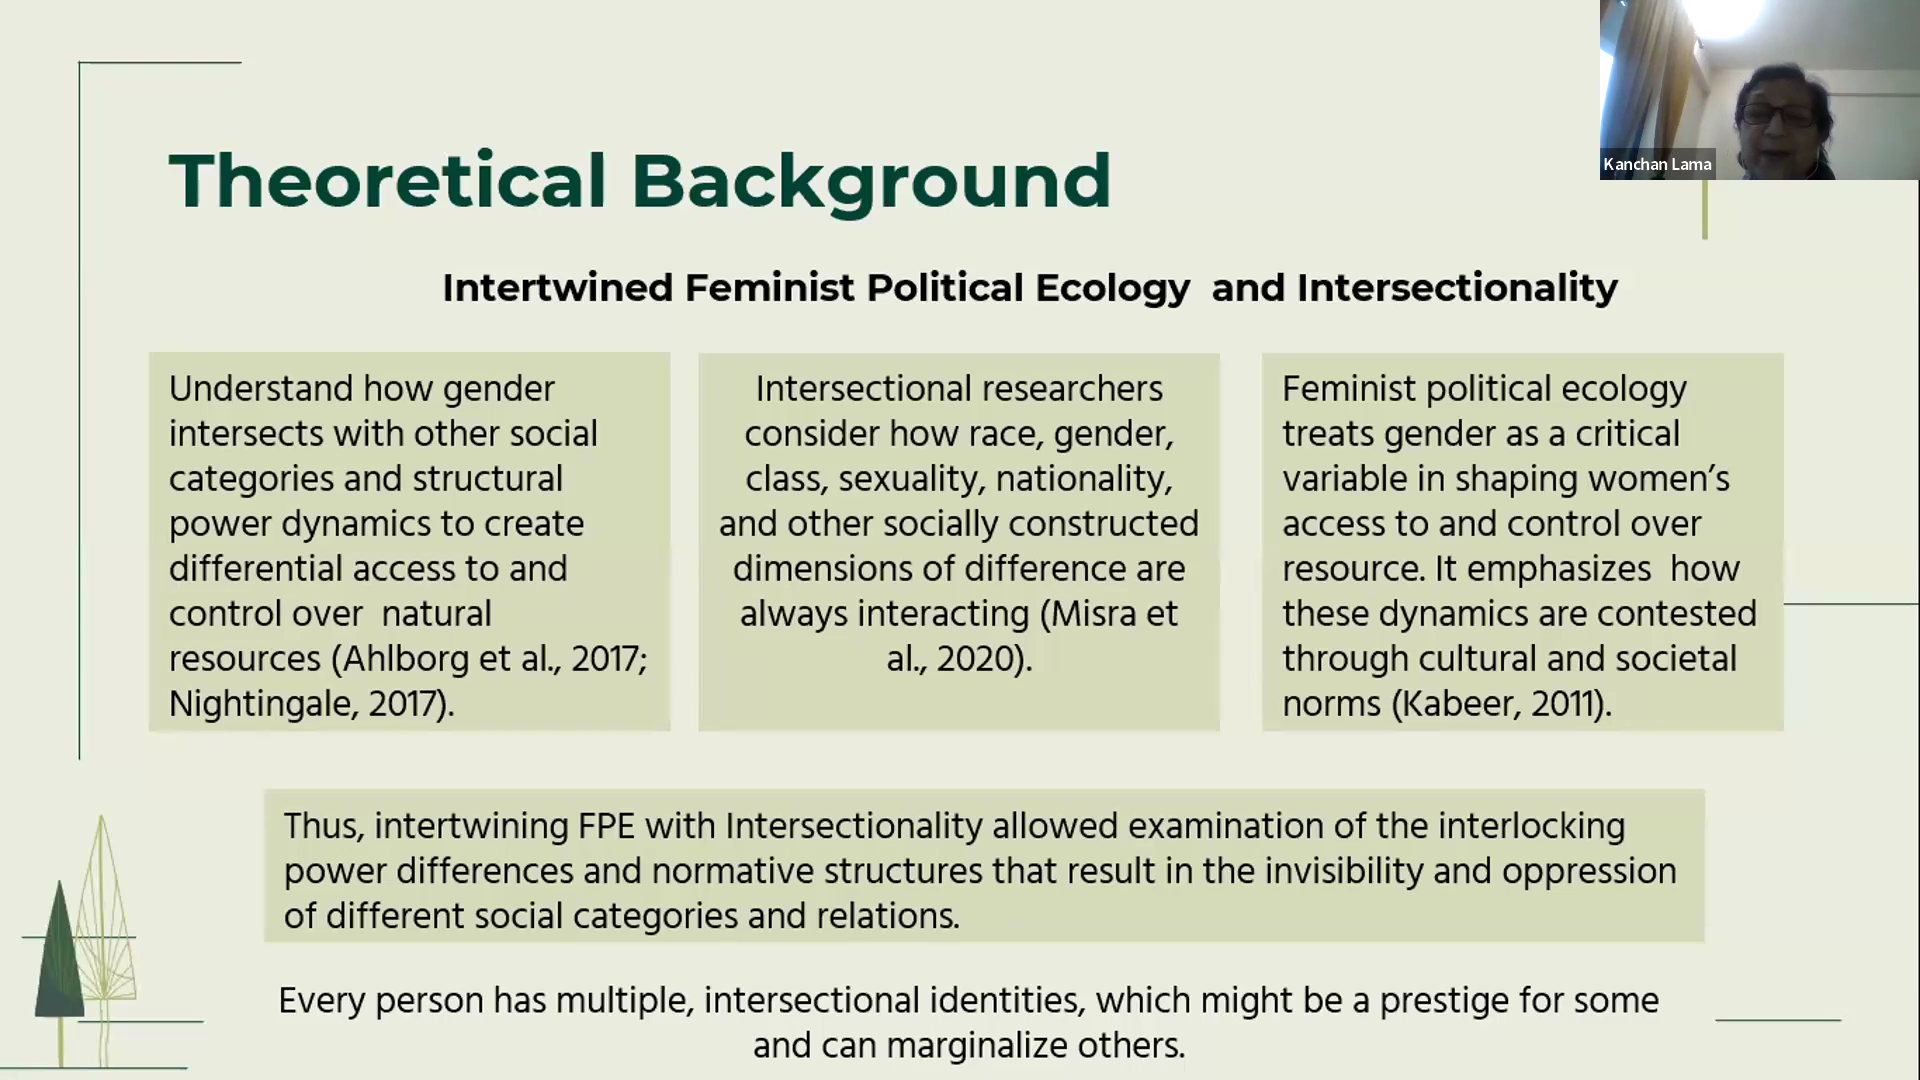 Kanchan Lama
Theoretical Background
Intertwined Feminist Political Ecology  and Intersectionality
Understand how gender
intersects with other social
categories and structural
power dynamics to create
differential access to and
control over  natural
resources (Ahlborg et al., 2017;
Nightingale, 2017).
Intersectional researchers
consider how race, gender,
class, sexuality, nationality,
and other socially constructed
dimensions of difference are
always interacting (Misra et
al., 2020).
Feminist political ecology
treats gender as a critical
variable in shaping women’s
access to and control over
resource. It emphasizes  how
these dynamics are contested
through cultural and societal
norms (Kabeer, 2011).
Thus, intertwining FPE with Intersectionality allowed examination of the interlocking
power differences and normative structures that result in the invisibility and oppression
of different social categories and relations.
Every person has multiple, intersectional identities, which might be a prestige for some
and can marginalize others.